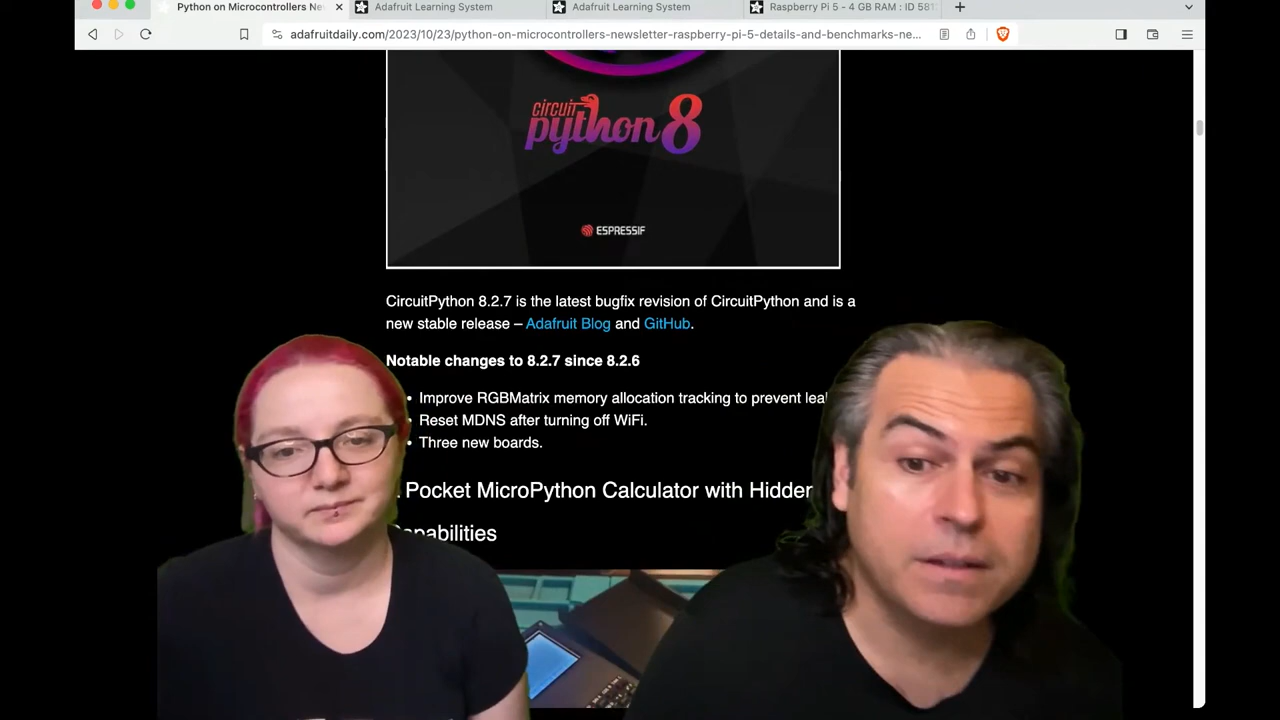 Python on Microcontrollers Ne
Adafruit Learning System
Adafruit Learning System
Raspberry Pi 5 - 4 GB RAM : ID 581
adafruitdaily.com/2023/10/23/python-on-microcontrollers-newsletter-raspberry-pi-5-details-and-benchmarks-ne...
circuit
python 8
ESPRESSIF
CircuitPython 8.2.7 is the latest bugfix revision of CircuitPython and is a
new stable release – Adafruit Blog and GitHub.
Notable changes to 8.2.7 since 8.2.6
• Improve RGBMatrix memory allocation tracking to prevent lea
• Reset MDNS after turning off WiFi.
• Three new boards.
Pocket MicroPython Calculator with Hidden
apabilities